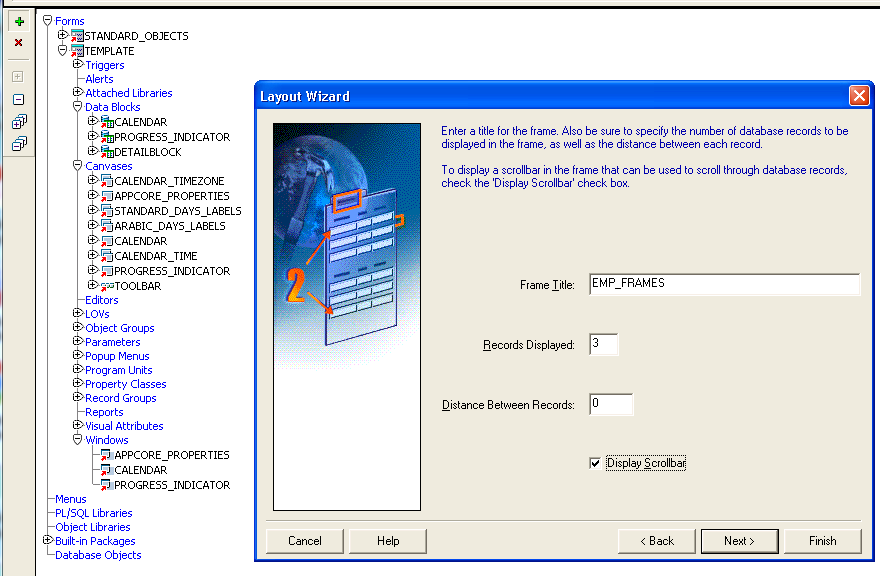 Forms
STANDARD_OBJECTS
TEMPLATE
Triggers
Alerts
Attached Libraries
Data Blocks
CALENDAR
PROGRESS_INDICATOR
DETAILBLOCK
Canvases
CALENDAR_TIMEZONE
APPCORE_PROPERTIES
STANDARD_DAYS_LABELS
ARABIC_DAYS_LABELS
CALENDAR
CALENDAR_TIME
PROGRESS_INDICATOR
TOOLBAR
Editors
LOVs
Object Groups
Parameters
Popup Menus
Program Units
Property Classes
Record Groups
Reports
Visual Attributes
Windows
APPCORE_PROPERTIES
CALENDAR
PROGRESS_INDICATOR
Menus
PL/SQL Libraries
Object Libraries
Built-in Packages
Database Objects
Layout Wizard
2
Enter a title for the frame. Also be sure to specify the number of database records to be
displayed in the frame, as well as the distance between each record.
To display a scrollbar in the frame that can be used to scroll through database records,
check the 'Display Scrollbar' check box.
Frame Title: EMP_FRAMES
Records Displayed: 3
Distance Between Records: 0
Display Scrollbar
Cancel Help < Back Next > Finish